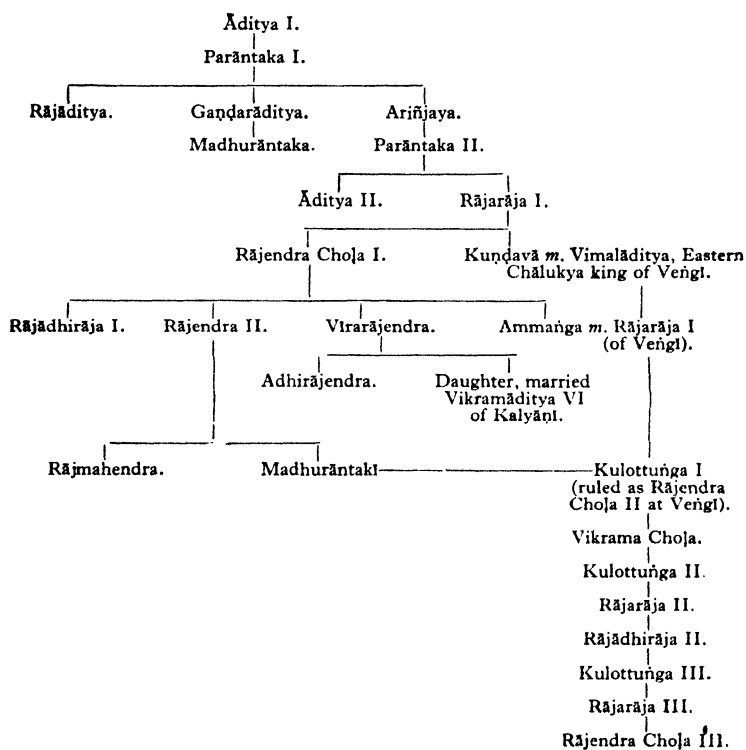 Āditya I.
Parāntaka I.
Rājāditya. Gaṇḍarāditya. Ariñjaya.
Madhurāntaka. Parāntaka II.
Āditya II. Rājarāja I.
Rājendra Choḷa I. Kuṇḍavā m. Vimalāditya, Eastern
Chālukya king of Veṅgī.
Rājādhirāja I. Rājendra II. Vīrarājendra. Ammaṅga m. Rājarāja I
(of Veṅgī).
Adhirājendra. Daughter, married
Vikramāditya VI
of Kalyāṇī.
Rājmahendra. Madhurāntakī Kulottuṅga I
(ruled as Rājendra
Choḷa II at Veṅgī).
Vikrama Choḷa.
Kulottuṅga II.
Rājarāja II.
Rājādhirāja II.
Kulottuṅga III.
Rājarāja III.
Rājendra Choḷa III.